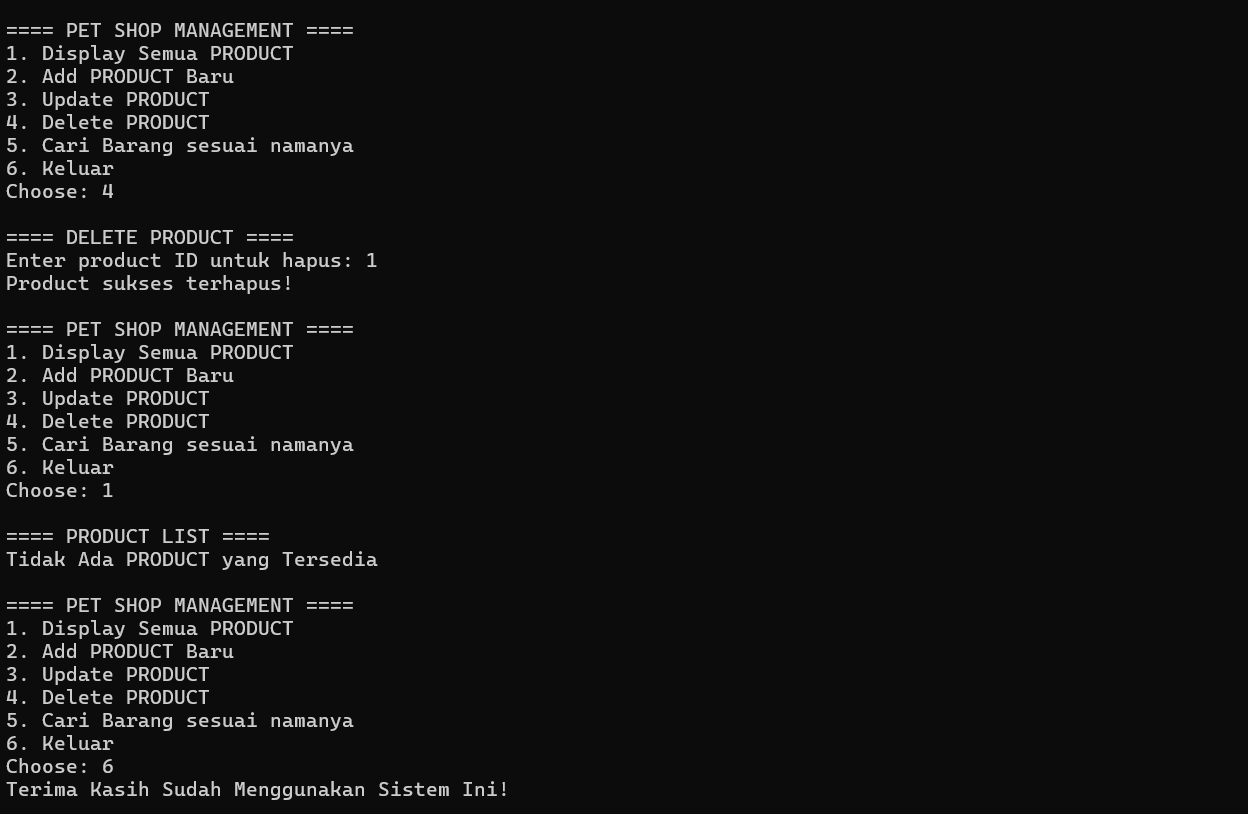 ==== PET SHOP MANAGEMENT ====
1. Display Semua PRODUCT
2. Add PRODUCT Baru
3. Update PRODUCT
4. Delete PRODUCT
5. Cari Barang sesuai namanya
6. Keluar
Choose: 4
==== DELETE PRODUCT ====
Enter product ID untuk hapus: 1
Product sukses terhapus!
==== PET SHOP MANAGEMENT ====
1. Display Semua PRODUCT
2. Add PRODUCT Baru
3. Update PRODUCT
4. Delete PRODUCT
5. Cari Barang sesuai namanya
6. Keluar
Choose: 1
==== PRODUCT LIST ====
Tidak Ada PRODUCT yang Tersedia
==== PET SHOP MANAGEMENT ====
1. Display Semua PRODUCT
2. Add PRODUCT Baru
3. Update PRODUCT
4. Delete PRODUCT
5. Cari Barang sesuai namanya
6. Keluar
Choose: 6
Terima Kasih Sudah Menggunakan Sistem Ini!